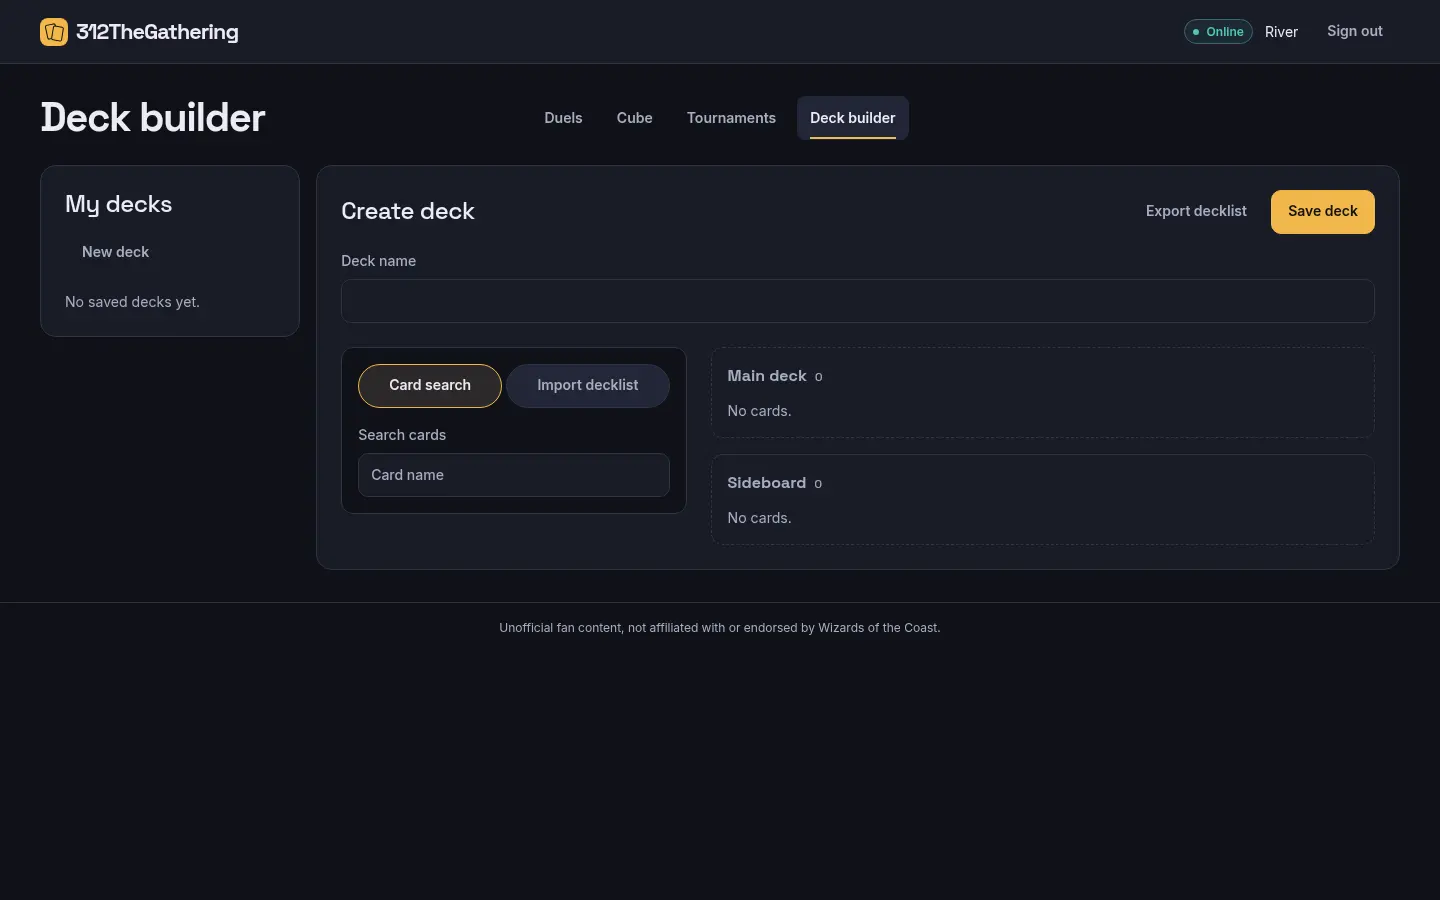 312TheGathering
Online
River
Sign out
Deck builder
Duels
Cube
Tournaments
Deck builder
My decks
New deck
No saved decks yet.
Create deck
Export decklist
Save deck
Deck name
Card search
Import decklist
Search cards
Card name
Main deck 0
No cards.
Sideboard 0
No cards.
Unofficial fan content, not affiliated with or endorsed by Wizards of the Coast.